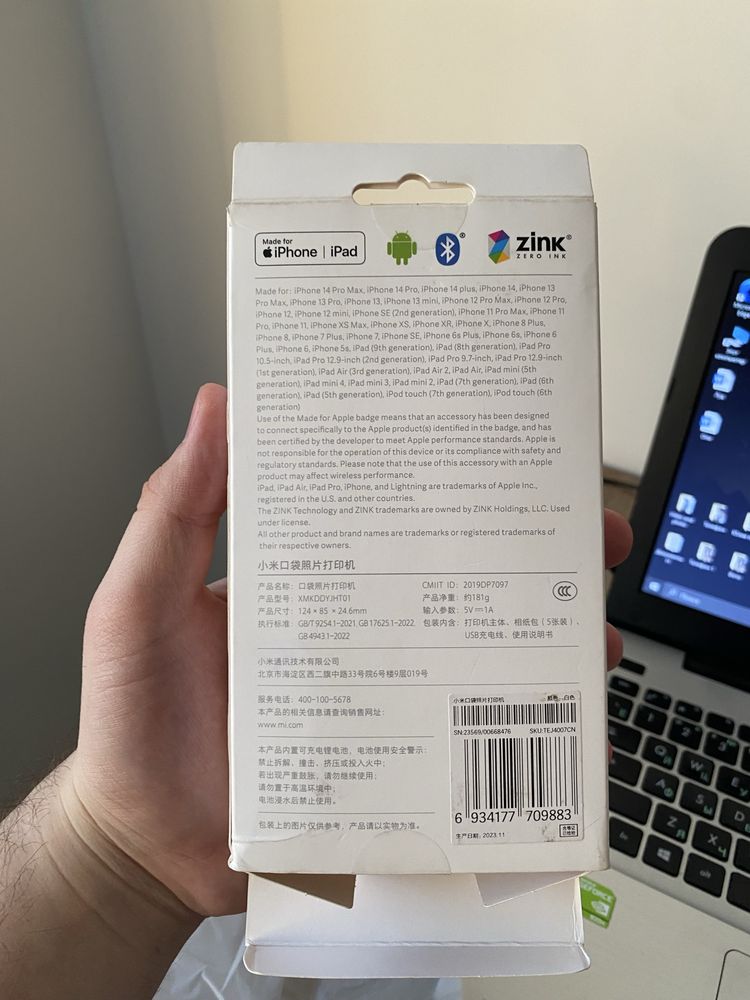 Made for
iPhone | iPad
ZINK®
ZERO INK
Made for: iPhone 14 Pro Max, iPhone 14 Pro, iPhone 14 plus, iPhone 14, iPhone 13
Pro Max, iPhone 13 Pro, iPhone 13, iPhone 13 mini, iPhone 12 Pro Max, iPhone 12 Pro,
iPhone 12, iPhone 12 mini, iPhone SE (2nd generation), iPhone 11 Pro Max, iPhone 11
Pro, iPhone 11, iPhone XS Max, iPhone XS, iPhone XR, iPhone X, iPhone 8 Plus,
iPhone 8, iPhone 7 Plus, iPhone 7, iPhone SE, iPhone 6s Plus, iPhone 6s, iPhone 6
Plus, iPhone 6, iPhone 5s, iPad (9th generation), iPad (8th generation), iPad Pro
10.5-inch, iPad Pro 12.9-inch (2nd generation), iPad Pro 9.7-inch, iPad Pro 12.9-inch
(1st generation), iPad Air (3rd generation), iPad Air 2, iPad Air, iPad mini (5th
generation), iPad mini 4, iPad mini 3, iPad mini 2, iPad (7th generation), iPad (6th
generation), iPad (5th generation), iPod touch (7th generation), iPod touch (6th
generation)
Use of the Made for Apple badge means that an accessory has been designed
to connect specifically to the Apple product(s) identified in the badge, and has
been certified by the developer to meet Apple performance standards. Apple is
not responsible for the operation of this device or its compliance with safety and
regulatory standards. Please note that the use of this accessory with an Apple
product may affect wireless performance.
iPad, iPad Air, iPad Pro, iPhone, and Lightning are trademarks of Apple Inc.,
registered in the U.S. and other countries.
The ZINK Technology and ZINK trademarks are owned by ZINK Holdings, LLC. Used
under license.
All other product and brand names are trademarks or registered trademarks of
their respective owners.
小米口袋照片打印机
产品名称：口袋照片打印机 CMIIT ID：2019DP7097
产品型号：XMKDDYJHT01 产品净重：约181g
产品尺寸：124 × 85 × 24.6mm 输入参数：5V⎓1A
执行标准：GB/T 9254.1-2021, GB 17625.1-2022, 包装内含：打印机主体、相纸包（5张装）、
GB 4943.1-2022 USB充电线、使用说明书
小米通讯技术有限公司
北京市海淀区西二旗中路33号院6号楼9层019号
服务电话：400-100-5678
本产品的相关信息请查询销售网址：
www.mi.com
本产品内置可充电锂电池，电池使用安全警示：
禁止拆解、撞击、挤压或投入火中；
若出现严重鼓胀，请勿继续使用；
请勿置于高温环境中；
电池浸水后禁止使用。
包装上的图片仅供参考，产品请以实物为准。
小米口袋照片打印机 颜色：白色
SN:23569/00668476 SKU:TEJ4007CN
6 934177 709883
生产日期: 2023.11
GEFORCE